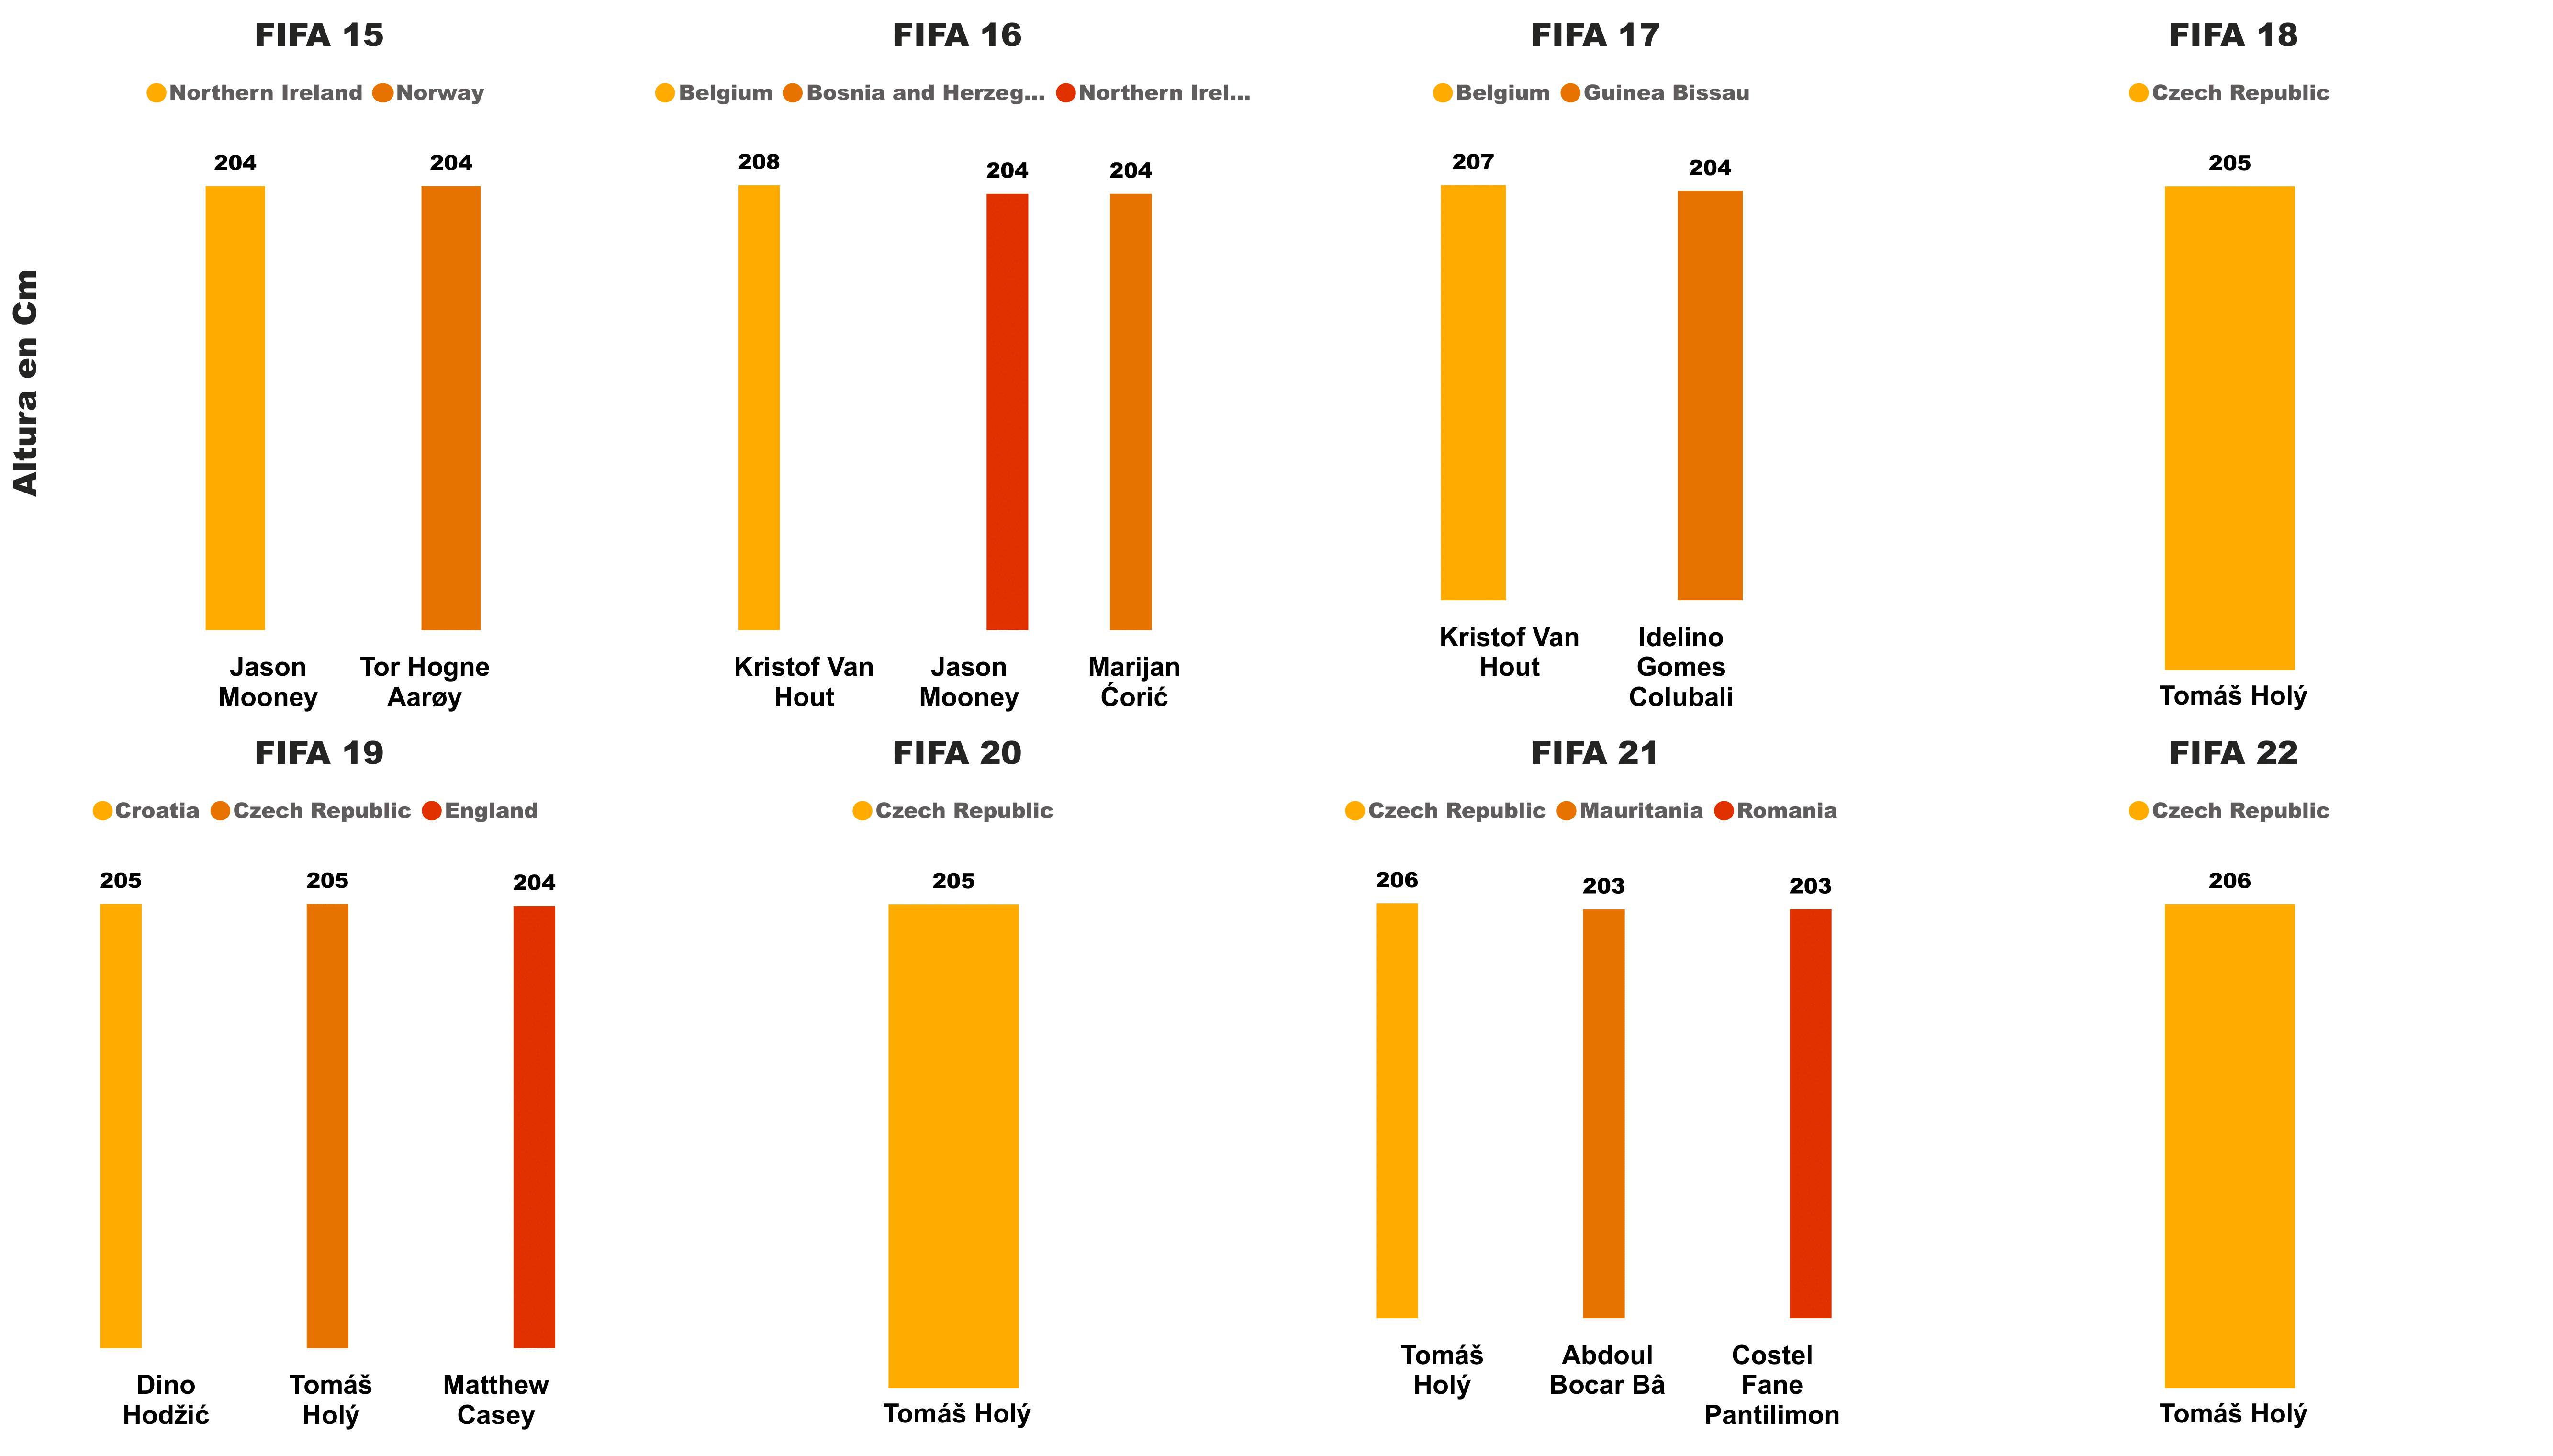 FIFA 15
Northern Ireland Norway
204 204
Jason Tor Hogne
Mooney Aarøy
FIFA 16
Belgium Bosnia and Herzeg... Northern Irel...
208
204 204
Kristof Van Jason Marijan
Hout Mooney Ćorić
FIFA 17
Belgium Guinea Bissau
207
204
Kristof Van Idelino
Hout Gomes
Colubali
FIFA 18
Czech Republic
205
Tomáš Holý
Altura en Cm
FIFA 19
Croatia Czech Republic England
205 205 204
Dino Tomáš Matthew
Hodžić Holý Casey
FIFA 20
Czech Republic
205
Tomáš Holý
FIFA 21
Czech Republic Mauritania Romania
206 203 203
Tomáš Abdoul Costel
Holý Bocar Bâ Fane
Pantilimon
FIFA 22
Czech Republic
206
Tomáš Holý